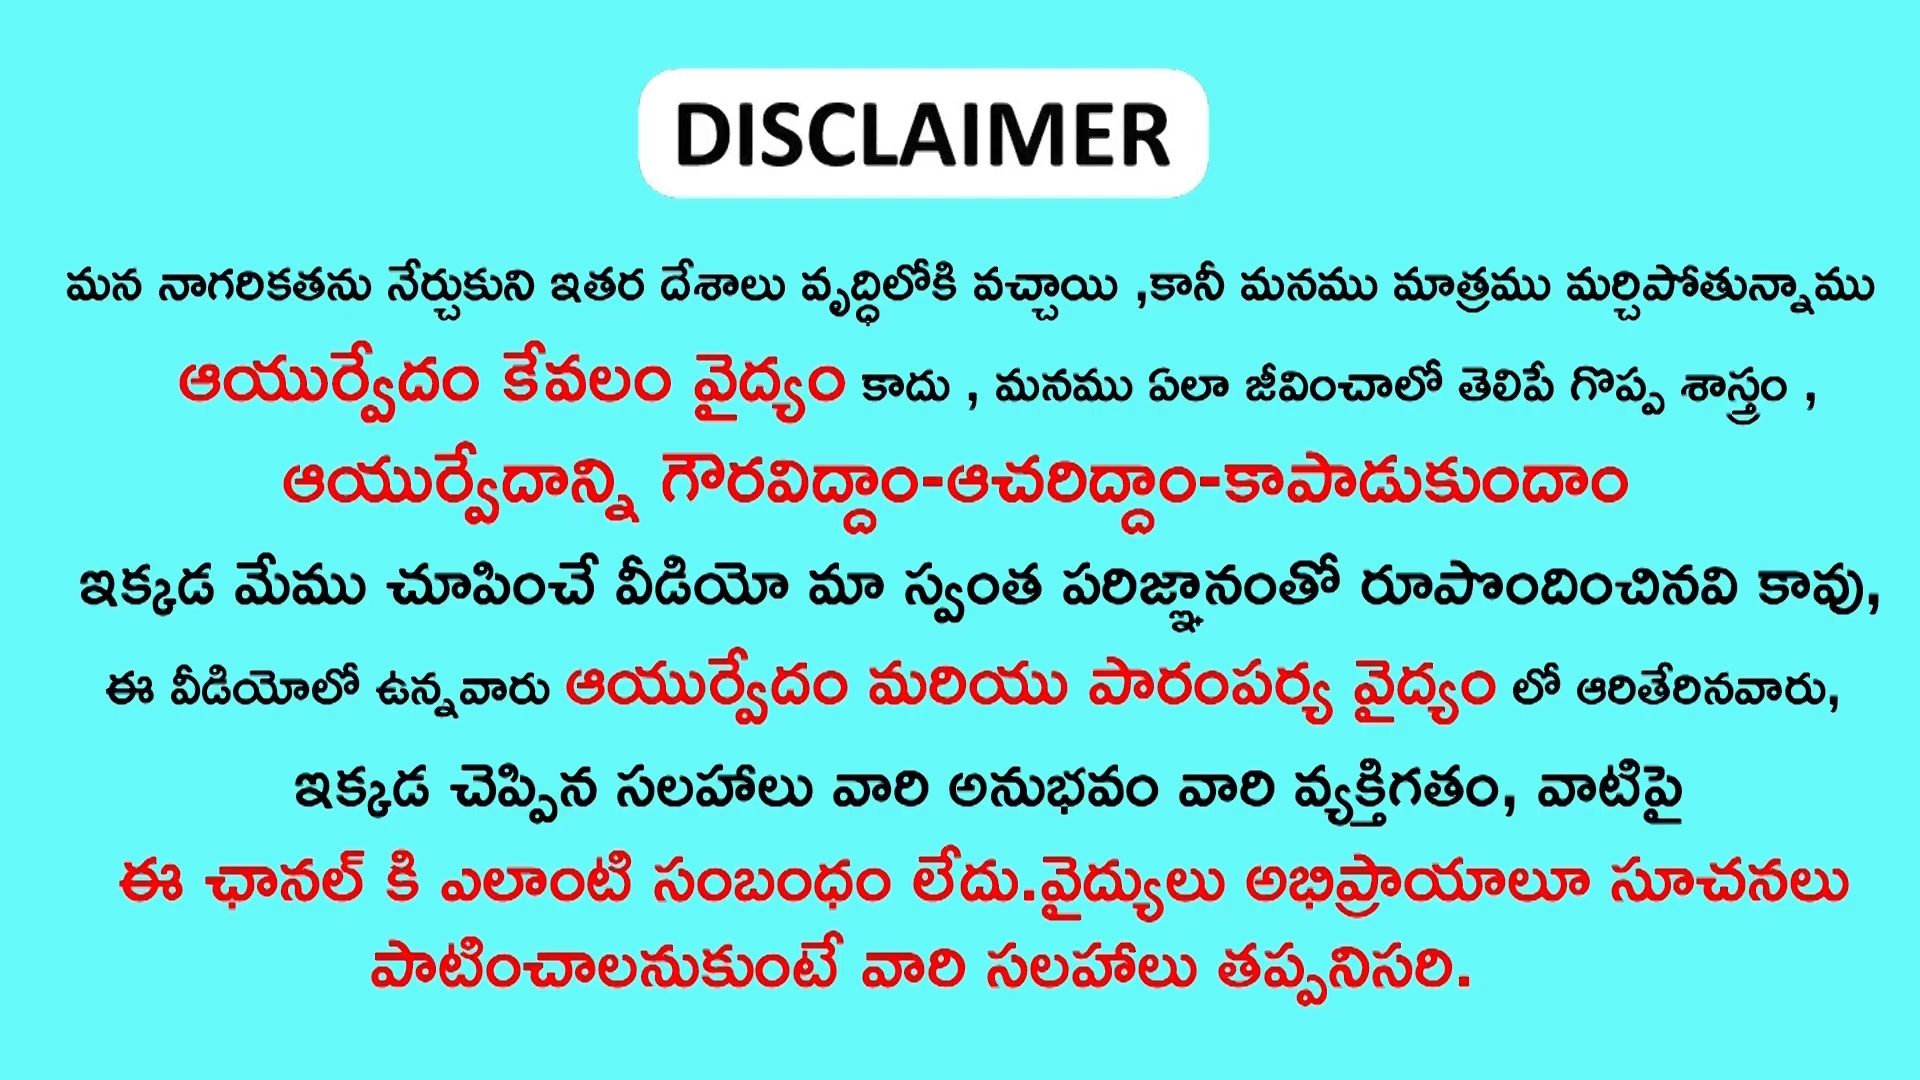 DISCLAIMER
మన నాగరికతను నేర్చుకుని ఇతర దేశాలు వృద్ధిలోకి వచ్చాయి ,కానీ మనము మాత్రము మర్చిపోతున్నాము
ఆయుర్వేదం కేవలం వైద్యం కాదు , మనము ఏలా జీవించాలో తెలిపే గొప్ప శాస్త్రం ,
ఆయుర్వేదాన్ని గౌరవిద్దాం-ఆచరిద్దాం-కాపాడుకుందాం
ఇక్కడ మేము చూపించే వీడియో మా స్వంత పరిజ్ఞానంతో రూపొందించినవి కావు,
ఈ వీడియోలో ఉన్నవారు ఆయుర్వేదం మరియు పారంపర్య వైద్యం లో ఆరితేరినవారు,
ఇక్కడ చెప్పిన సలహాలు వారి అనుభవం వారి వ్యక్తిగతం, వాటిపై
ఈ ఛానల్ కి ఎలాంటి సంబంధం లేదు.వైద్యులు అభిప్రాయాలూ సూచనలు
పాటించాలనుకుంటే వారి సలహాలు తప్పనిసరి.